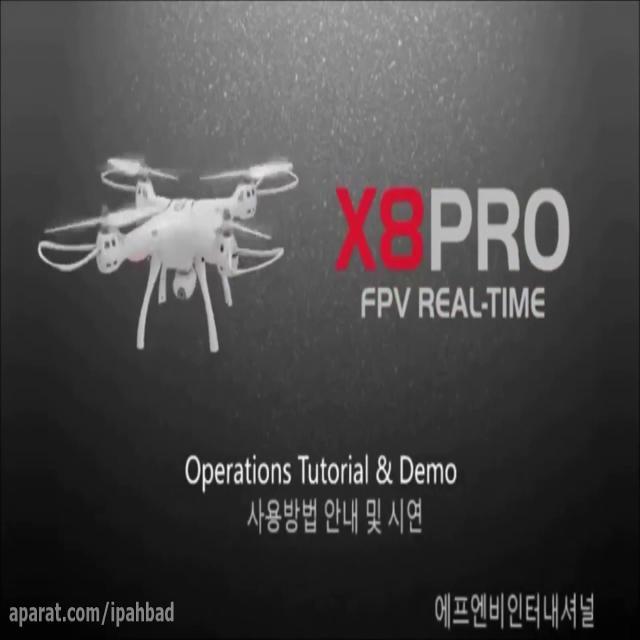 X8PRO
FPV REAL-TIME
Operations Tutorial & Demo
사용방법 안내 및 시연
에프엔비인터내셔널
aparat.com/ipahbad